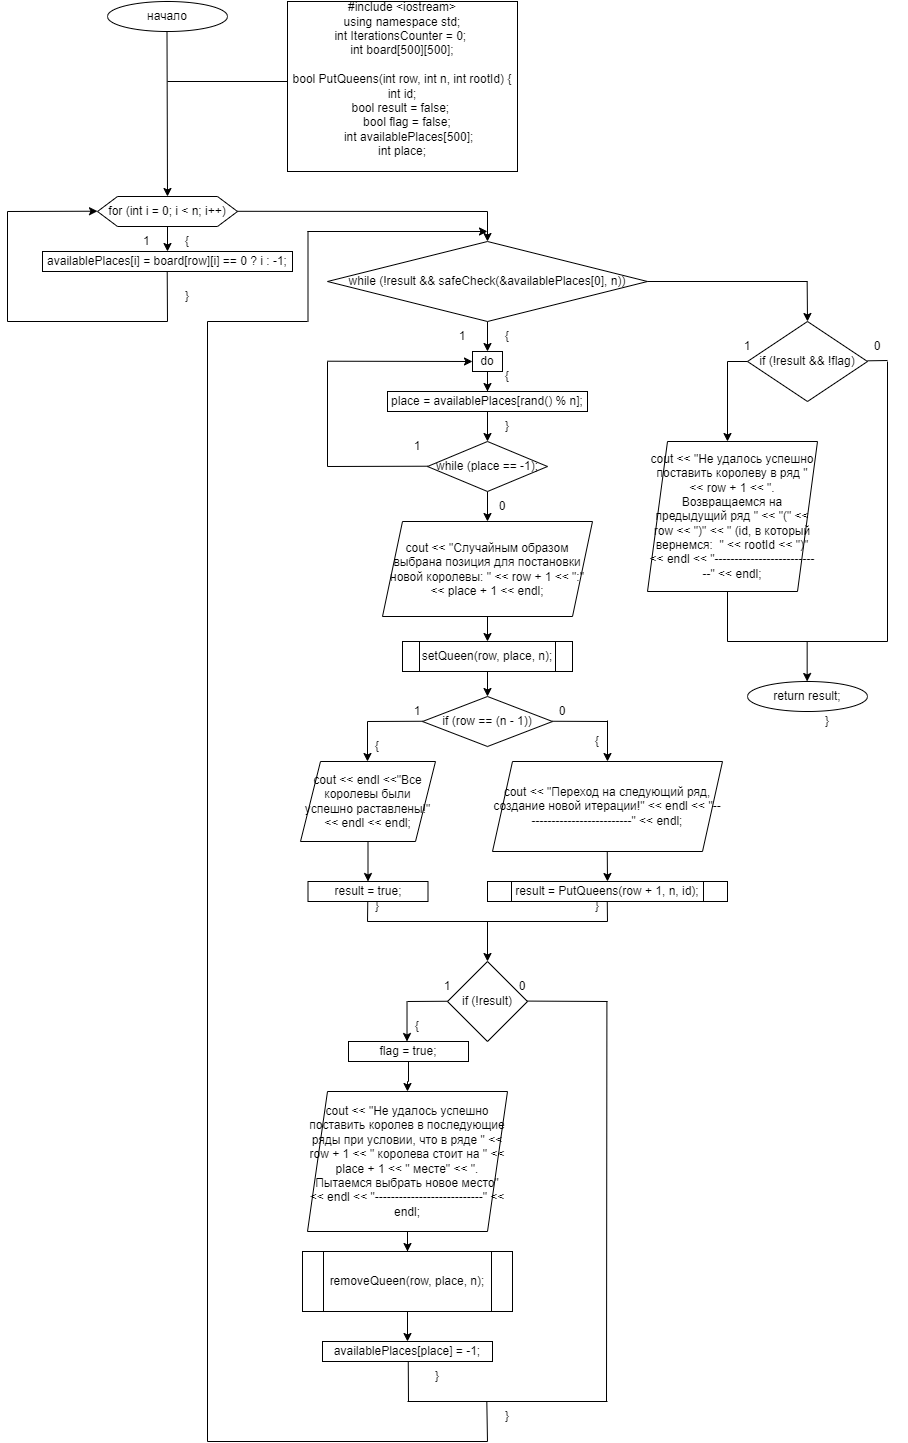 начало
#include <iostream>
using namespace std;
int IterationsCounter = 0;
int board[500][500];
bool PutQueens(int row, int n, int rootId) {
int id;
bool result = false;
bool flag = false;
int availablePlaces[500];
int place;
for (int i = 0; i < n; i++)
1
{
availablePlaces[i] = board[row][i] == 0 ? i : -1;
}
while (!result && safeCheck(&availablePlaces[0], n))
1
{
do
{
place = availablePlaces[rand() % n];
}
1
while (place == -1);
0
cout << "Случайным образом
выбрана позиция для постановки
новой королевы: " << row + 1 << ":"
<< place + 1 << endl;
setQueen(row, place, n);
1
if (row == (n - 1))
0
{
cout << endl <<"Все
королевы были
успешно раставлены!"
<< endl << endl;
result = true;
}
{
cout << "Переход на следующий ряд,
создание новой итерации!" << endl << "--
-------------------------" << endl;
result = PutQueens(row + 1, n, id);
}
1
if (!result)
0
{
flag = true;
cout << "Не удалось успешно
поставить королев в последующие
ряды при условии, что в ряде " <<
row + 1 << " королева стоит на " <<
place + 1 << " месте" << ".
Пытаемся выбрать новое место"
<< endl << "---------------------------" <<
endl;
removeQueen(row, place, n);
availablePlaces[place] = -1;
}
}
1
if (!result && !flag)
0
cout << "Не удалось успешно
поставить королеву в ряд "
<< row + 1 << ".
Возвращаемся на
предыдущий ряд " << "(" <<
row << ")" << " (id, в который
вернемся:  " << rootId << ")"
<< endl << "-------------------------
--" << endl;
return result;
}